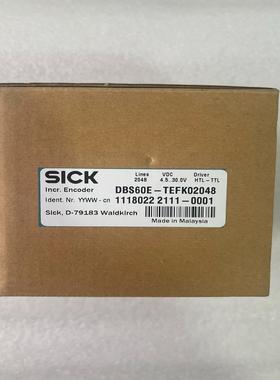 SICK
Lines VDC Driver
2048 4.5...30.0V HTL-TTL
Incr. Encoder DBS60E-TEFK02048
Ident. Nr. YYWW - cn 1118022 2111-0001
Sick, D-79183 Waldkirch
Made in Malaysia